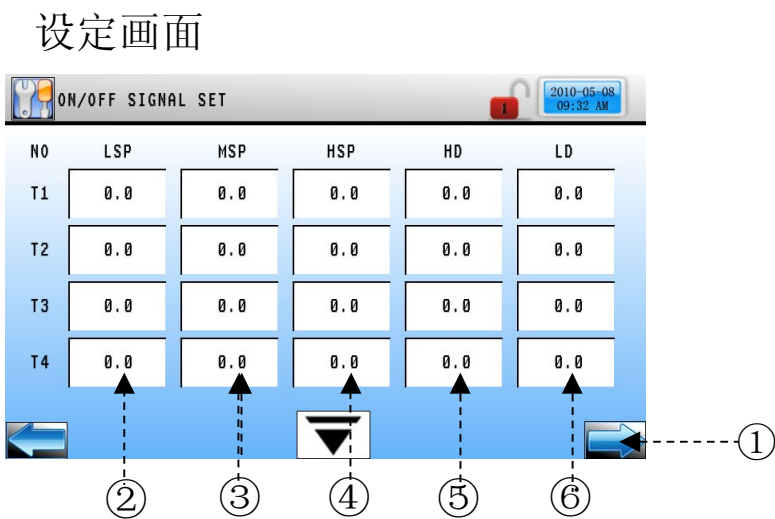 设定画面
ON/OFF SIGNAL SET
1
2010-05-08
09:32 AM
NO LSP MSP HSP HD LD
T1 0.0 0.0 0.0 0.0 0.0
T2 0.0 0.0 0.0 0.0 0.0
T3 0.0 0.0 0.0 0.0 0.0
T4 0.0 0.0 0.0 0.0 0.0
①
② ③ ④ ⑤ ⑥